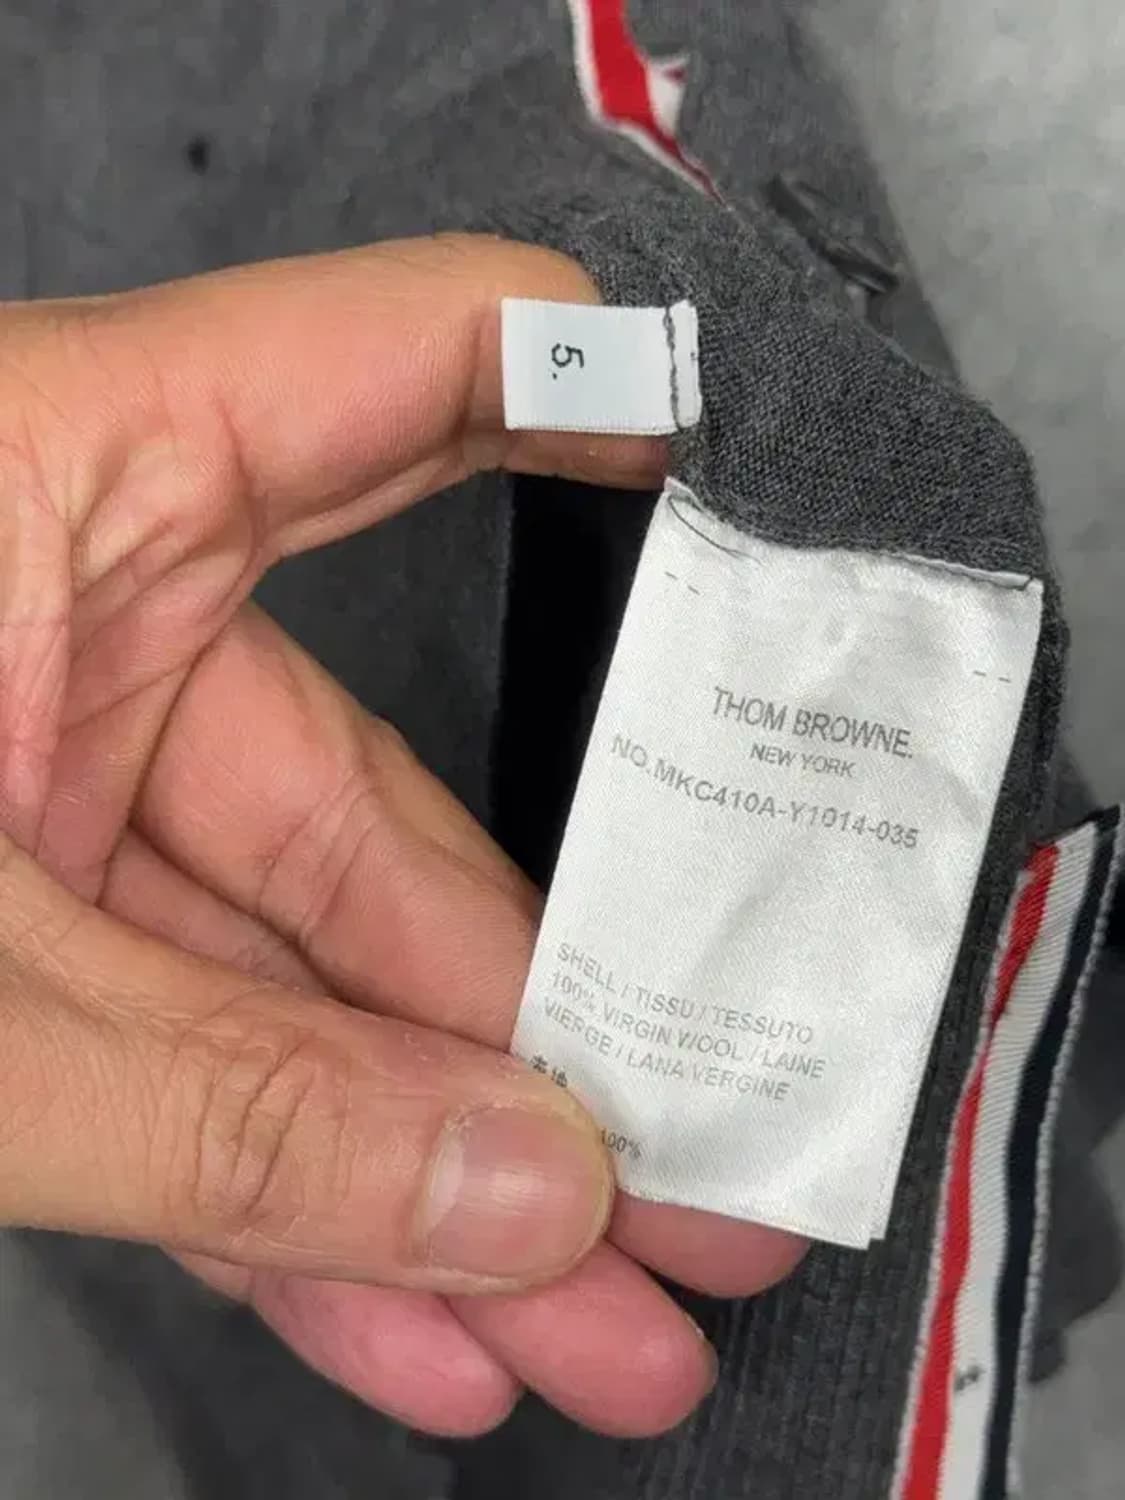 5.
THOM BROWNE.
NEW YORK
NO.MKC410A-Y1014-035
SHELL / TISSU / TESSUTO
100% VIRGIN WOOL / LAINE
VIERGE / LANA VERGINE
100%